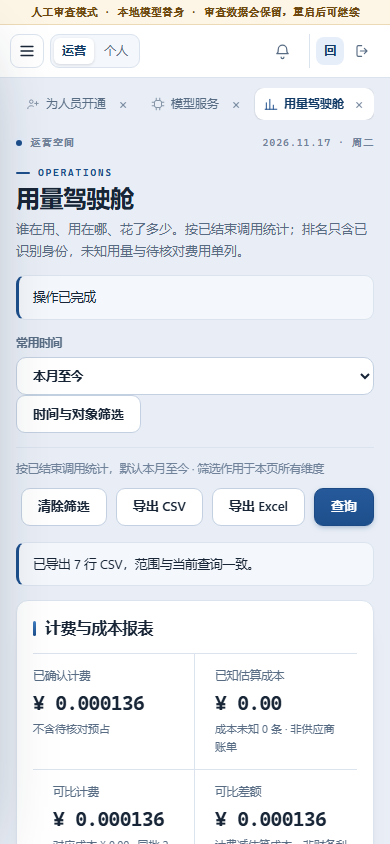 人工审查模式 · 本地模型替身 · 审查数据会保留，重启后可继续
运营 个人 回
为人员开通 × 模型服务 × 用量驾驶舱 ×
运营空间 2026.11.17 · 周二
OPERATIONS
用量驾驶舱
谁在用、用在哪、花了多少。按已结束调用统计；排名只含已
识别身份，未知用量与待核对费用单列。
操作已完成
常用时间
本月至今
时间与对象筛选
按已结束调用统计，默认本月至今 · 筛选作用于本页所有维度
清除筛选 导出 CSV 导出 Excel 查询
已导出 7 行 CSV，范围与当前查询一致。
计费与成本报表
已确认计费 已知估算成本
¥ 0.000136 ¥ 0.00
不含待核对预占 成本未知 0 条 · 非供应商
账单
可比计费 可比差额
¥ 0.000136 ¥ 0.000136